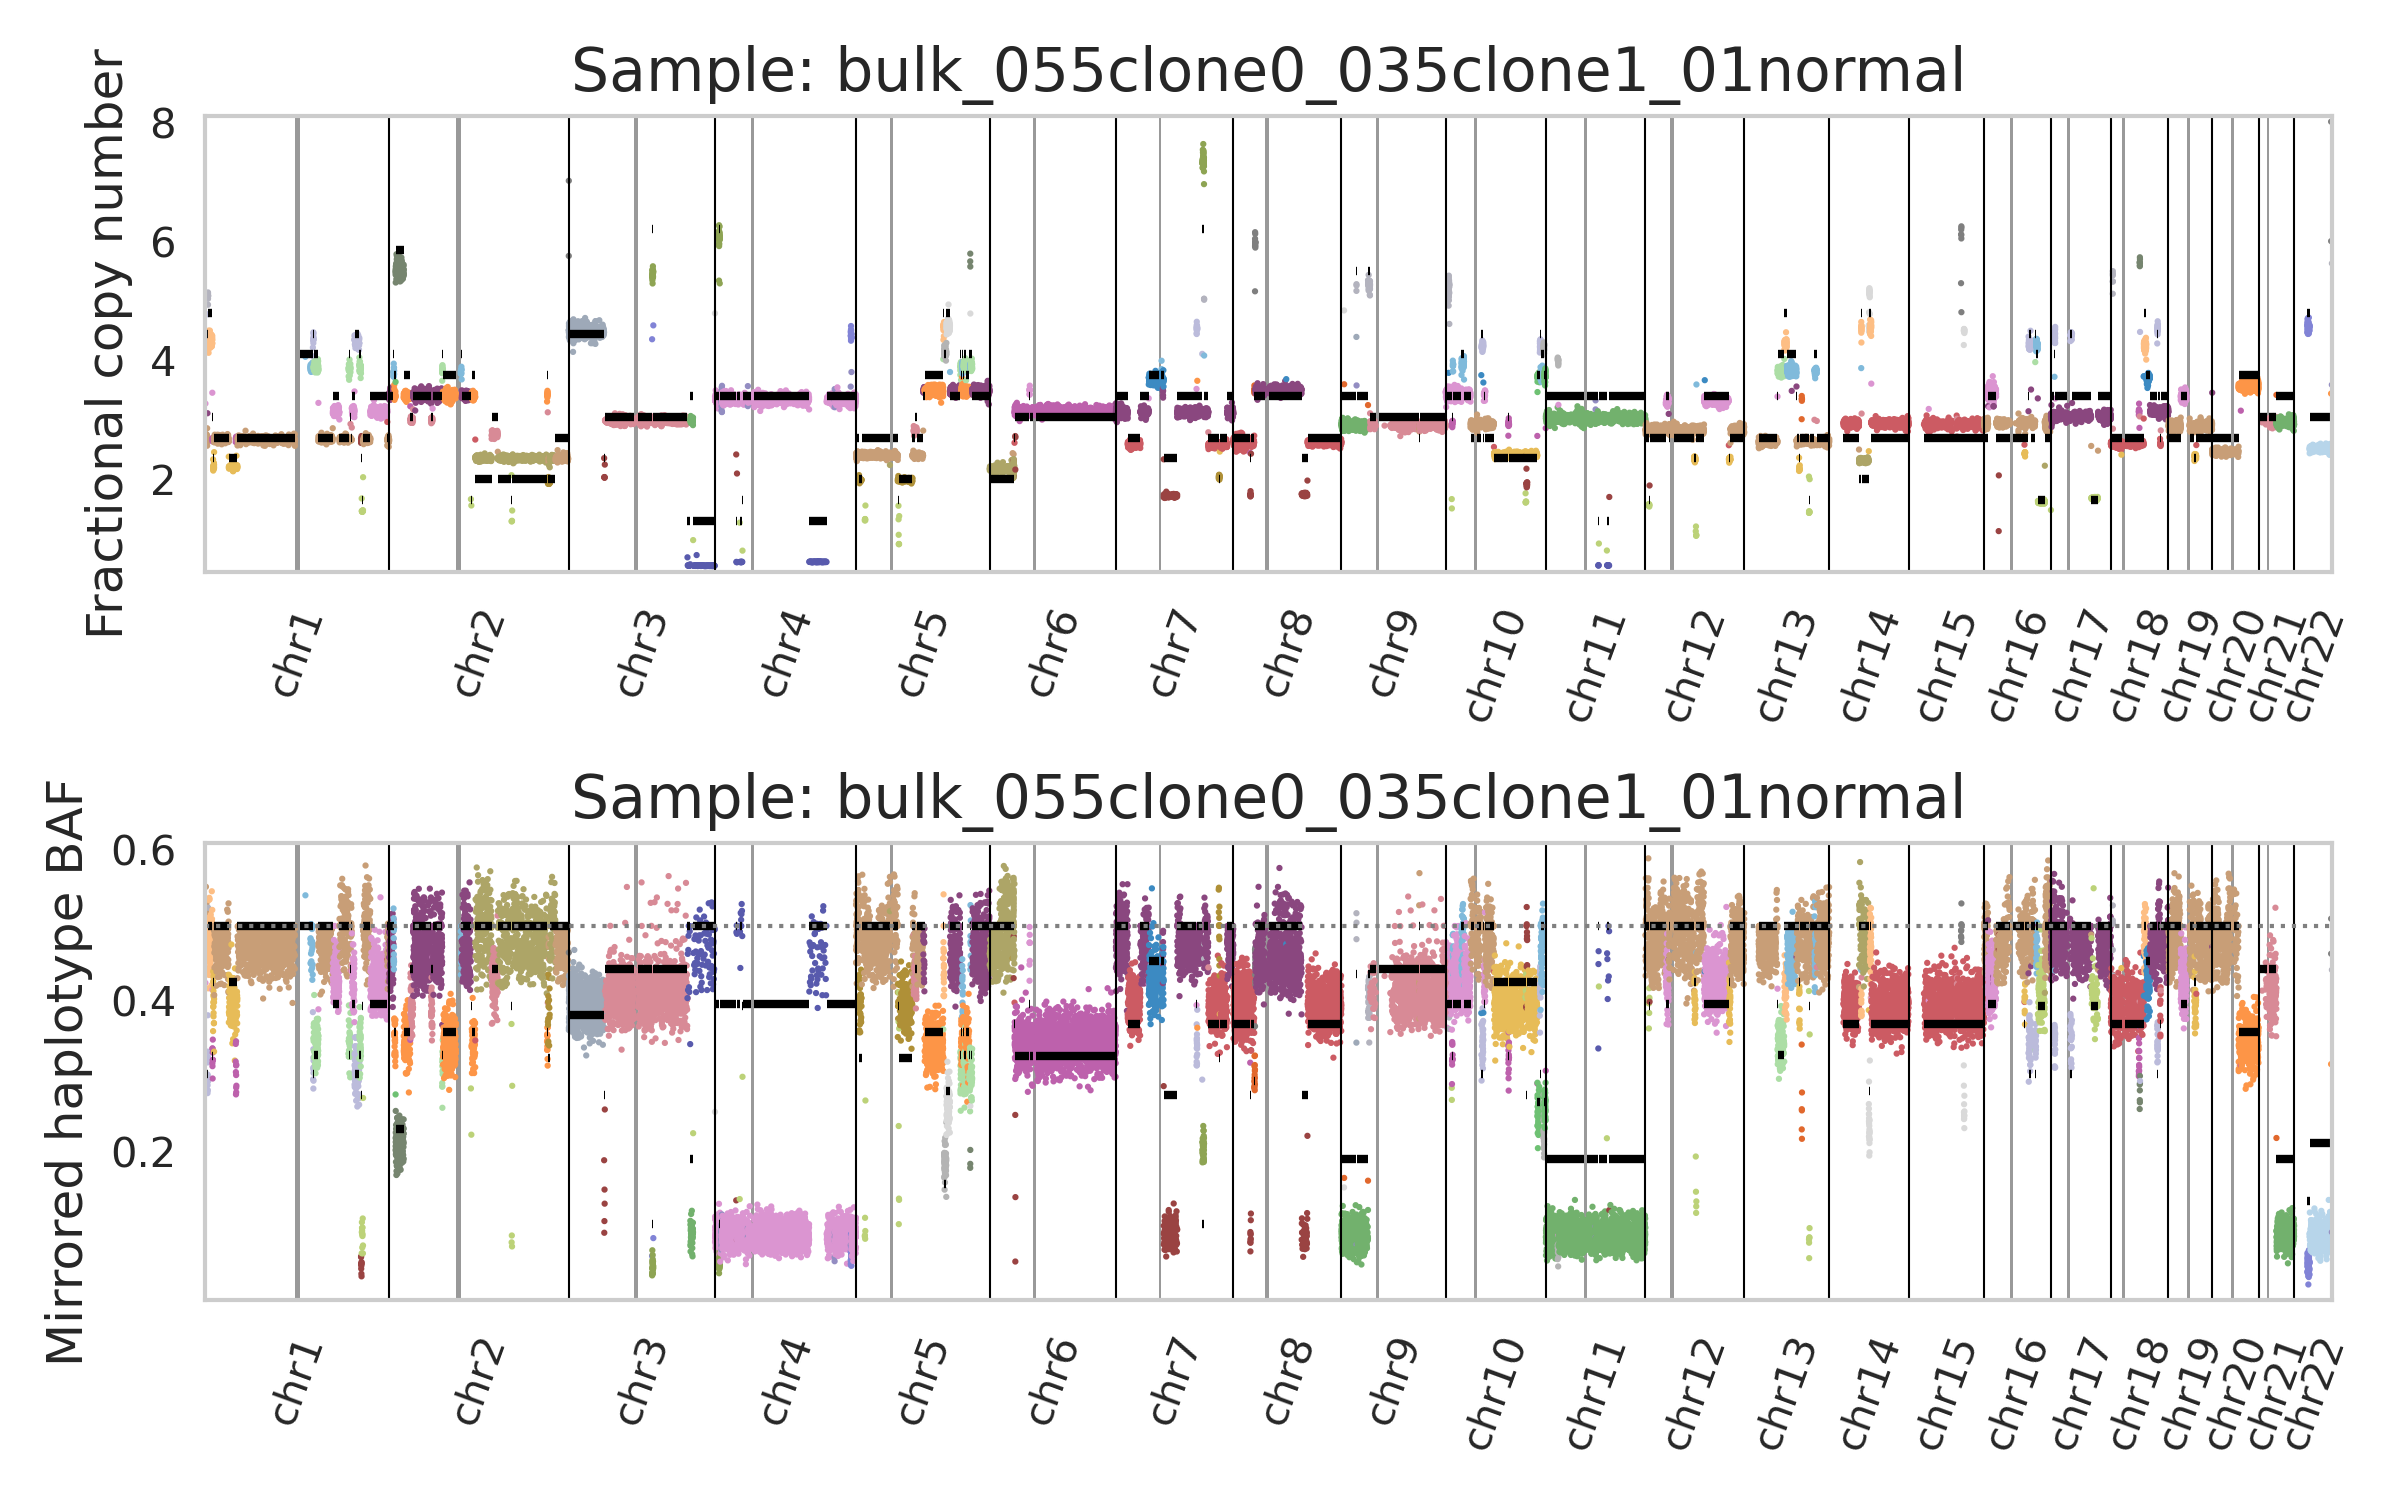 Sample: bulk_055clone0_035clone1_01normal
Fractional copy number
8
6
4
2
chr1 chr2 chr3 chr4 chr5 chr6 chr7 chr8 chr9 chr10 chr11 chr12 chr13 chr14 chr15 chr16 chr17 chr18 chr19 chr20 chr21 chr22
Sample: bulk_055clone0_035clone1_01normal
Mirrored haplotype BAF
0.6
0.4
0.2
chr1 chr2 chr3 chr4 chr5 chr6 chr7 chr8 chr9 chr10 chr11 chr12 chr13 chr14 chr15 chr16 chr17 chr18 chr19 chr20 chr21 chr22